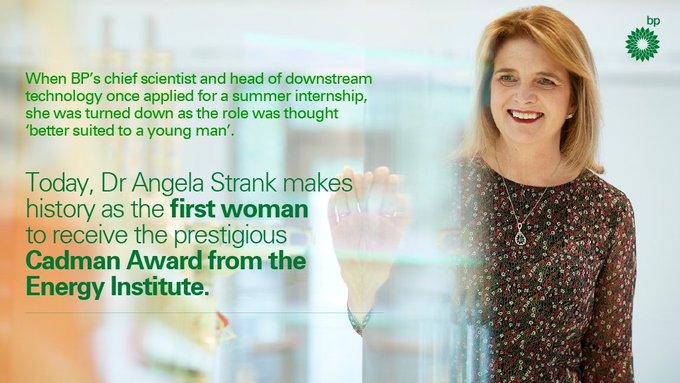 bp
When BP’s chief scientist and head of downstream
technology once applied for a summer internship,
she was turned down as the role was thought
‘better suited to a young man’.
Today, Dr Angela Strank makes
history as the first woman
to receive the prestigious
Cadman Award from the
Energy Institute.